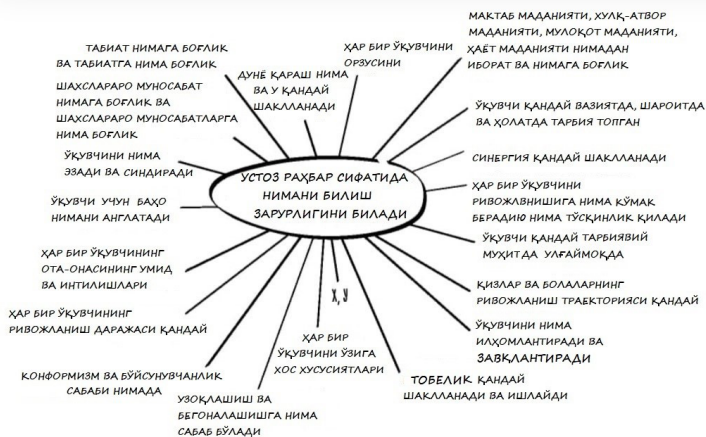 МАКТАБ МАДАНИЯТИ, ХУЛҚ-АТВОР
МАДАНИЯТИ, МУЛОҚОТ МАДАНИЯТИ,
ҲАЁТ МАДАНИЯТИ НИМАДАН
ИБОРАТ ВА НИМАГА БОҒЛИК
ТАБИАТ НИМАГА БОҒЛИК
ВА ТАБИАТГА НИМА БОҒЛИК
ҲАР БИР ЎҚУВЧИНИ
ОРЗУСИНИ
ДУНЁ ҚАРАШ НИМА
ВА У ҚАНДАЙ
ШАКЛЛАНАДИ
ШАХСЛАРАРО МУНОСАБАТ
НИМАГА БОҒЛИК ВА
ШАХСЛАРАРО МУНОСАБАТЛАРГА
НИМА БОҒЛИК
ЎҚУВЧИ ҚАНДАЙ ВАЗИЯТДА, ШАРОИТДА
ВА ҲОЛАТДА ТАРБИЯ ТОПГАН
ЎҚУВЧИНИ НИМА
ЭЗАДИ ВА СИНДИРАДИ
СИНЕРГИЯ ҚАНДАЙ ШАКЛЛАНАДИ
УСТОЗ РАҲБАР СИФАТИДА
НИМАНИ БИЛИШ
ЗАРУРЛИГИНИ БИЛАДИ
ҲАР БИР ЎҚУВЧИНИ
РИВОЖЛВНИШИГА НИМА КЎМАК
БЕРАДИЮ НИМА ТЎСҚИНЛИК ҚИЛАДИ
ЎҚУВЧИ УЧУН БАҲО
НИМАНИ АНГЛАТАДИ
ЎҚУВЧИ ҚАНДАЙ ТАРБИЯВИЙ
МУҲИТДА УЛҒАЙМОҚДА
ҲАР БИР ЎҚУВЧИНИНГ
ОТА-ОНАСИНИНГ УМИД
ВА ИНТИЛИШЛАРИ
ҚИЗЛАР ВА БОЛАЛАРНИНГ
РИВОЖЛАНИШ ТРАЕКТОРИЯСИ ҚАНДАЙ
Х, У
ҲАР БИР ЎҚУВЧИНИНГ
РИВОЖЛАНИШ ДАРАЖАСИ ҚАНДАЙ
ЎҚУВЧИНИ НИМА
ИЛҲОМЛАНТИРАДИ ВА
ЗАВҚЛАНТИРАДИ
ҲАР БИР
ЎҚУВЧИНИ ЎЗИГА
ХОС ХУСУСИЯТЛАРИ
КОНФОРМИЗМ ВА БЎЙСУНУВЧАНЛИК
САБАБИ НИМАДА
ТОБЕЛИК ҚАНДАЙ
ШАКЛЛАНАДИ ВА ИШЛАЙДИ
УЗОҚЛАШИШ ВА
БЕГОНАЛАШИШГА НИМА
САБАБ БЎЛАДИ